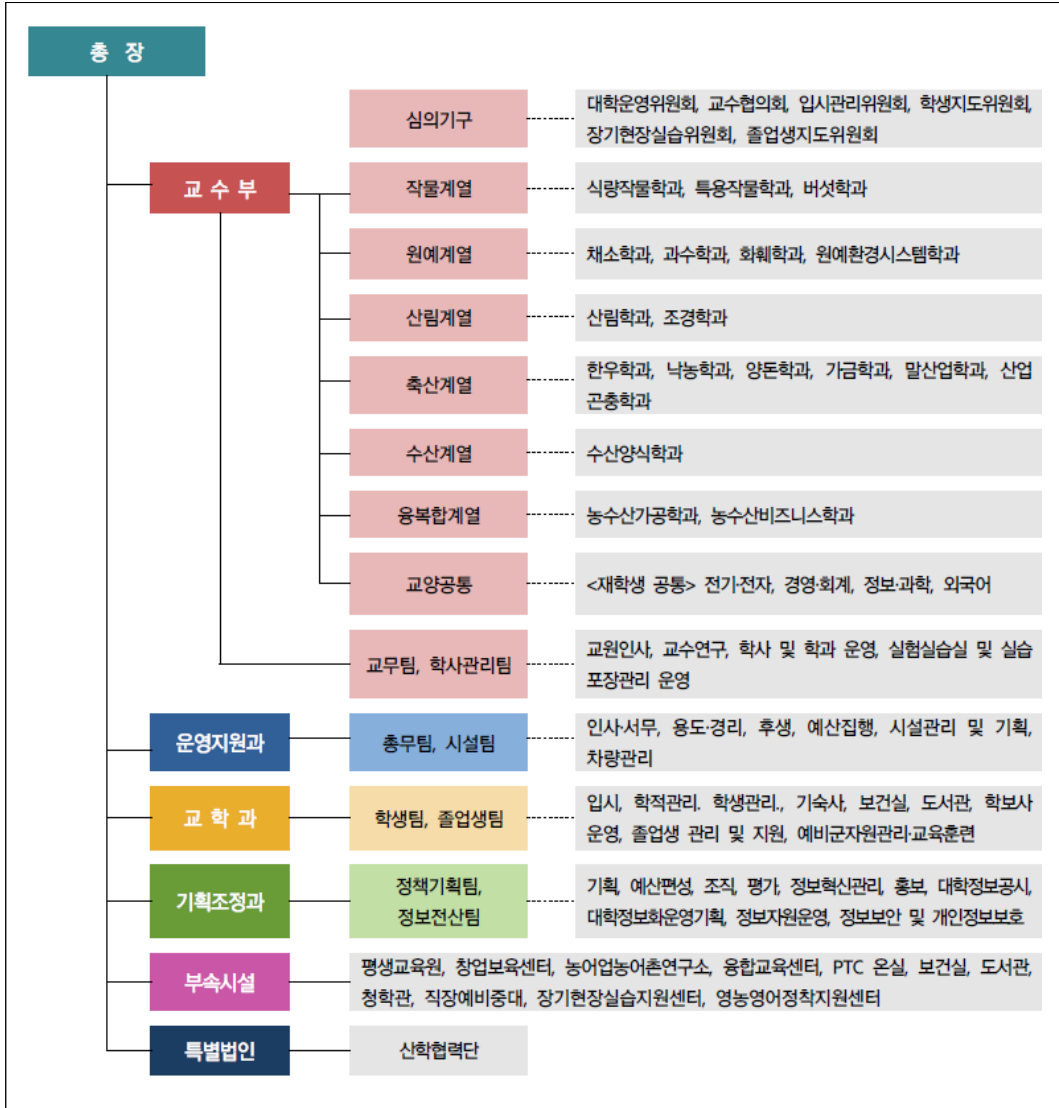 총 장
심의기구
대학운영위원회, 교수협의회, 입시관리위원회, 학생지도위원회,
장기현장실습위원회, 졸업생지도위원회
교 수 부
작물계열
식량작물학과, 특용작물학과, 버섯학과
원예계열
채소학과, 과수학과, 화훼학과, 원예환경시스템학과
산림계열
산림학과, 조경학과
축산계열
한우학과, 낙농학과, 양돈학과, 가금학과, 말산업학과, 산업
곤충학과
수산계열
수산양식학과
융복합계열
농수산가공학과, 농수산비즈니스학과
교양공통
<재학생 공통> 전기·전자, 경영·회계, 정보·과학, 외국어
교무팀, 학사관리팀
교원인사, 교수연구, 학사 및 학과 운영, 실험실습실 및 실습
포장관리 운영
운영지원과
총무팀, 시설팀
인사·서무, 용도·경리, 후생, 예산집행, 시설관리 및 기획,
차량관리
교 학 과
학생팀, 졸업생팀
입시, 학적관리. 학생관리., 기숙사, 보건실, 도서관, 학보사
운영, 졸업생 관리 및 지원, 예비군자원관리·교육훈련
기획조정과
정책기획팀,
정보전산팀
기획, 예산편성, 조직, 평가, 정보혁신관리, 홍보, 대학정보공시,
대학정보화운영기획, 정보자원운영, 정보보안 및 개인정보보호
부속시설
평생교육원, 창업보육센터, 농어업농어촌연구소, 융합교육센터, PTC 온실, 보건실, 도서관,
청학관, 직장예비중대, 장기현장실습지원센터, 영농영어정착지원센터
특별법인
산학협력단